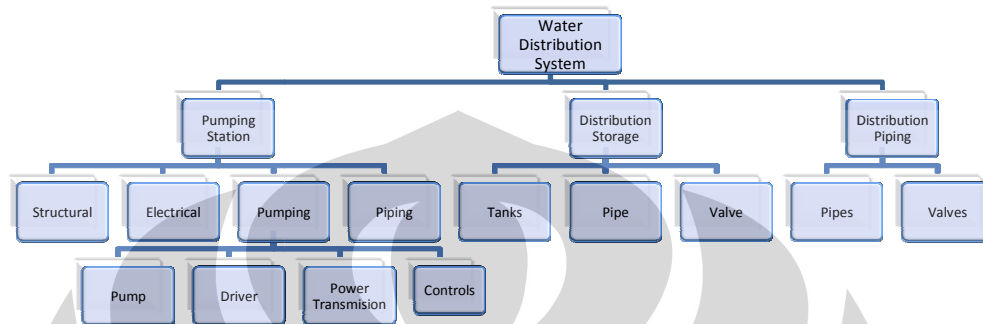 Water
Distribution
System
Pumping
Station
Distribution
Storage
Distribution
Piping
Structural
Electrical
Pumping
Piping
Tanks
Pipe
Valve
Pipes
Valves
Pump
Driver
Power
Transmision
Controls